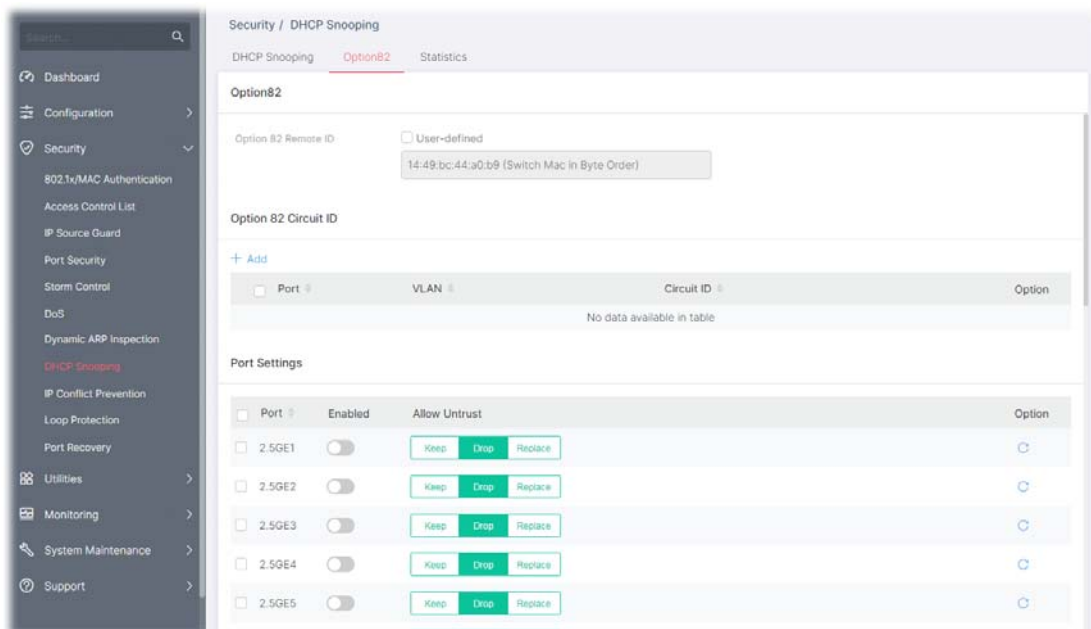 Search...
Dashboard
Configuration
Security
802.1x/MAC Authentication
Access Control List
IP Source Guard
Port Security
Storm Control
DoS
Dynamic ARP Inspection
DHCP Snooping
IP Conflict Prevention
Loop Protection
Port Recovery
Utilities
Monitoring
System Maintenance
Support
Security / DHCP Snooping
DHCP Snooping Option82 Statistics
Option82
Option 82 Remote ID User-defined
14:49:bc:44:a0:b9 (Switch Mac in Byte Order)
Option 82 Circuit ID
+ Add
Port VLAN Circuit ID Option
No data available in table
Port Settings
Port Enabled Allow Untrust Option
2.5GE1 Keep Drop Replace
2.5GE2 Keep Drop Replace
2.5GE3 Keep Drop Replace
2.5GE4 Keep Drop Replace
2.5GE5 Keep Drop Replace